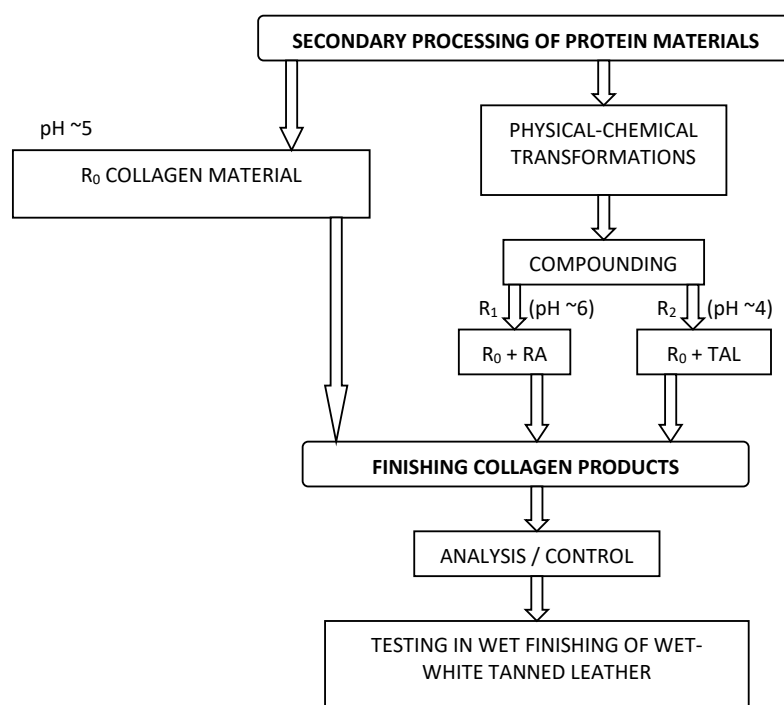 SECONDARY PROCESSING OF PROTEIN MATERIALS
pH ~5
R₀ COLLAGEN MATERIAL
PHYSICAL-CHEMICAL
TRANSFORMATIONS
COMPOUNDING
R₁ (pH ~6)
R₂ (pH ~4)
R₀ + RA
R₀ + TAL
FINISHING COLLAGEN PRODUCTS
ANALYSIS / CONTROL
TESTING IN WET FINISHING OF WET-
WHITE TANNED LEATHER